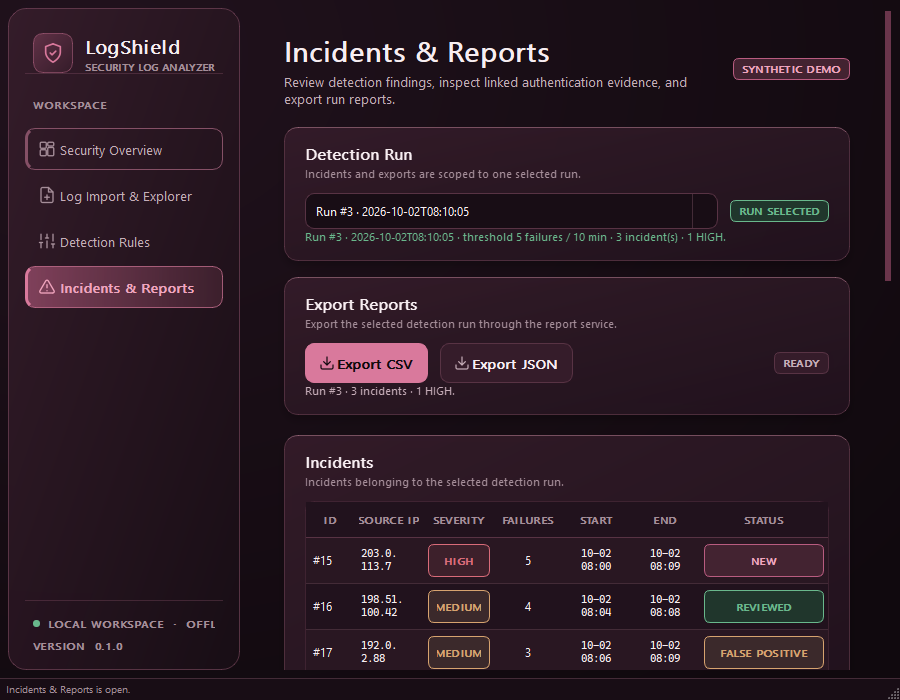 LogShield
SECURITY LOG ANALYZER
WORKSPACE
Security Overview
Log Import & Explorer
Detection Rules
Incidents & Reports
LOCAL WORKSPACE · OFFL
VERSION 0.1.0
Incidents & Reports
Review detection findings, inspect linked authentication evidence, and
export run reports.
SYNTHETIC DEMO
Detection Run
Incidents and exports are scoped to one selected run.
Run #3 · 2026-10-02T08:10:05
RUN SELECTED
Run #3 · 2026-10-02T08:10:05 · threshold 5 failures / 10 min · 3 incident(s) · 1 HIGH.
Export Reports
Export the selected detection run through the report service.
Export CSV
Export JSON
READY
Run #3 · 3 incidents · 1 HIGH.
Incidents
Incidents belonging to the selected detection run.
ID SOURCE IP SEVERITY FAILURES START END STATUS
#15 203.0.113.7 HIGH 5 10-02 08:00 10-02 08:09 NEW
#16 198.51.100.42 MEDIUM 4 10-02 08:04 10-02 08:08 REVIEWED
#17 192.0.2.88 MEDIUM 3 10-02 08:06 10-02 08:09 FALSE POSITIVE
Incidents & Reports is open.